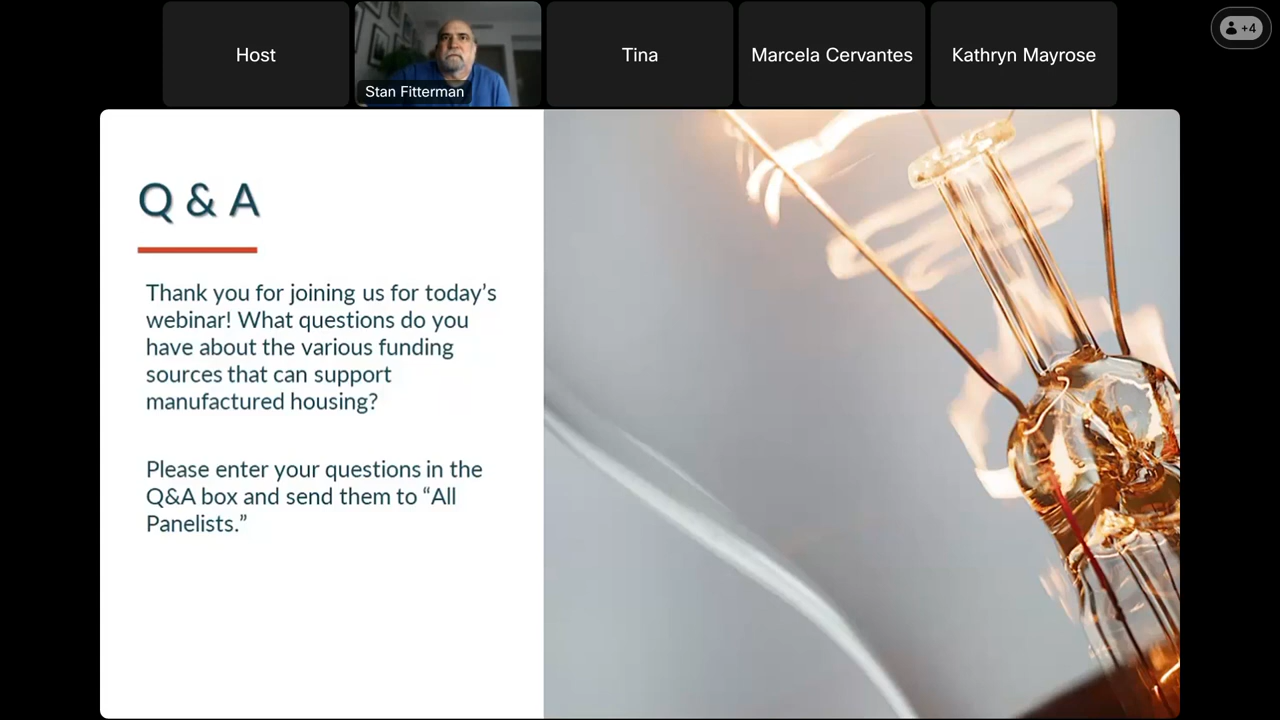 Host
Stan Fitterman
Tina
Marcela Cervantes
Kathryn Mayrose
+4
Q & A
Thank you for joining us for today’s
webinar! What questions do you
have about the various funding
sources that can support
manufactured housing?
Please enter your questions in the
Q&A box and send them to “All
Panelists.”